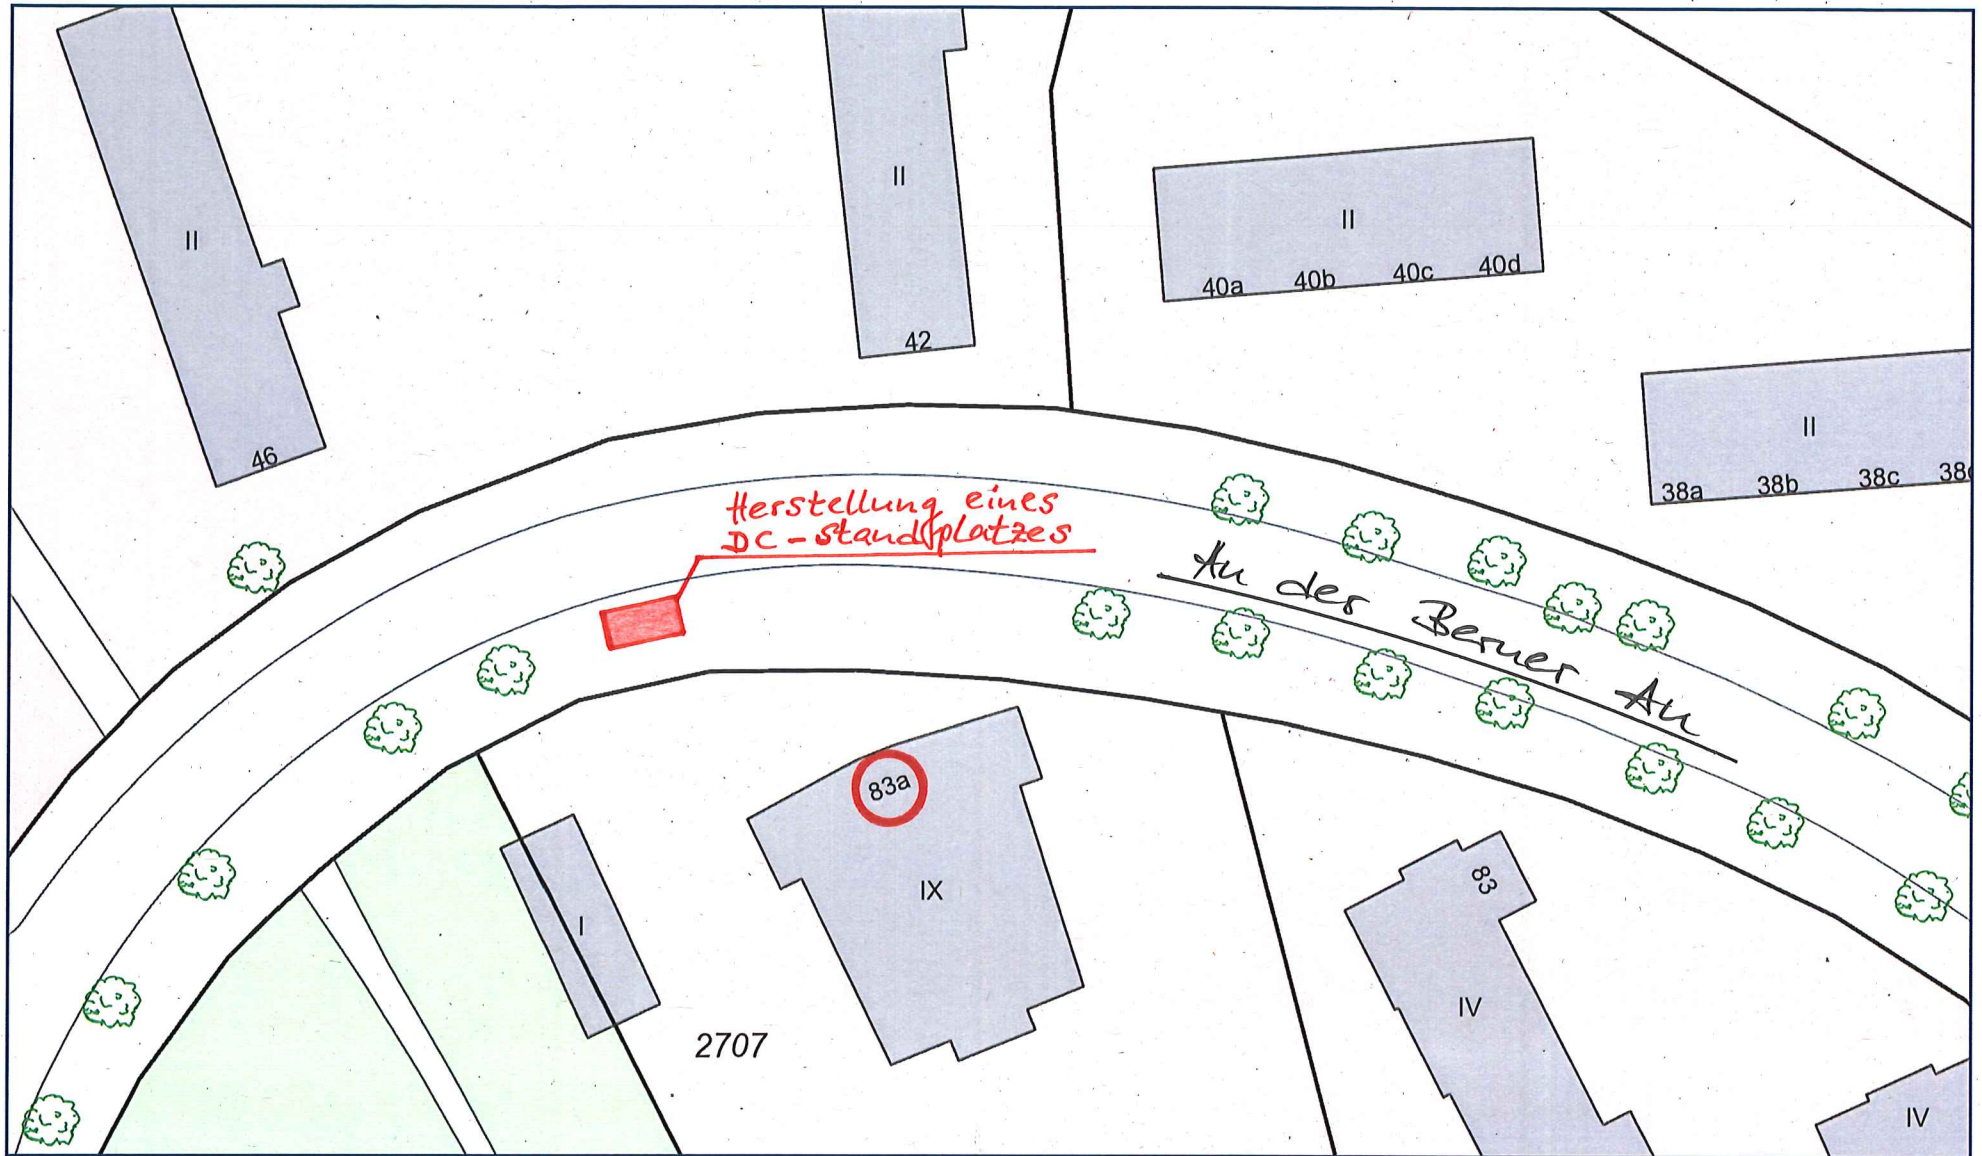 II
II
II
40a 40b 40c 40d
42
II
46
38a 38b 38c
Herstellung eines
DC-Standplatzes
An der Berner Au
83a
IX
I
2707
83
IV
IV